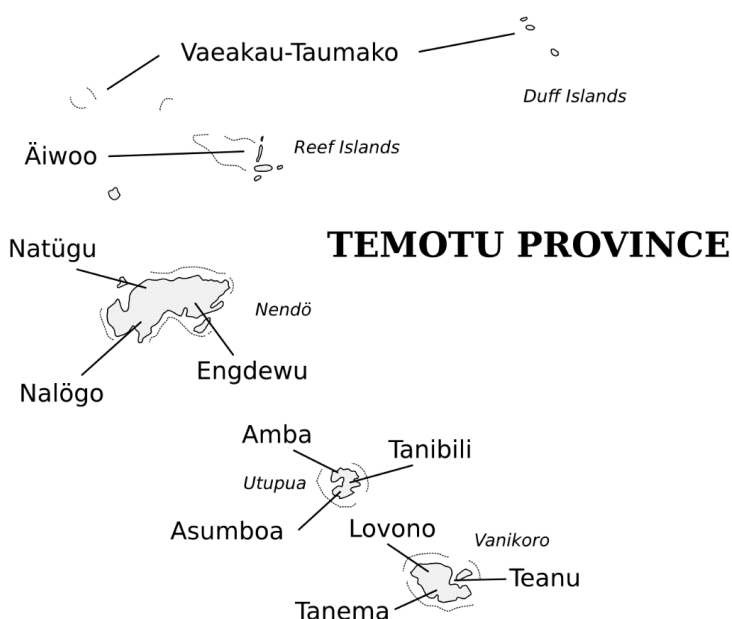 Vaeakau-Taumako
Duff Islands
Reef Islands
Äiwoo
TEMOTU PROVINCE
Natügu
Nendö
Engdewu
Nalögo
Amba
Tanibili
Utupua
Asumboa
Lovono
Vanikoro
Teanu
Tanema